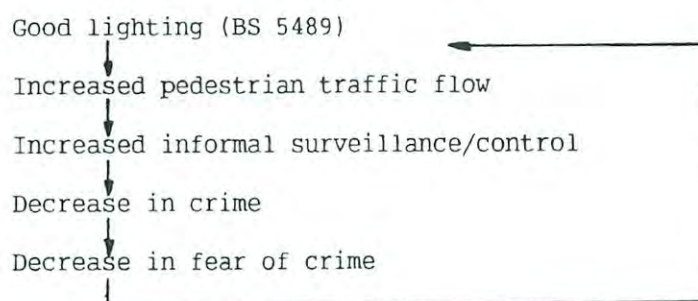 Good lighting (BS 5489)
Increased pedestrian traffic flow
Increased informal surveillance/control
Decrease in crime
Decrease in fear of crime